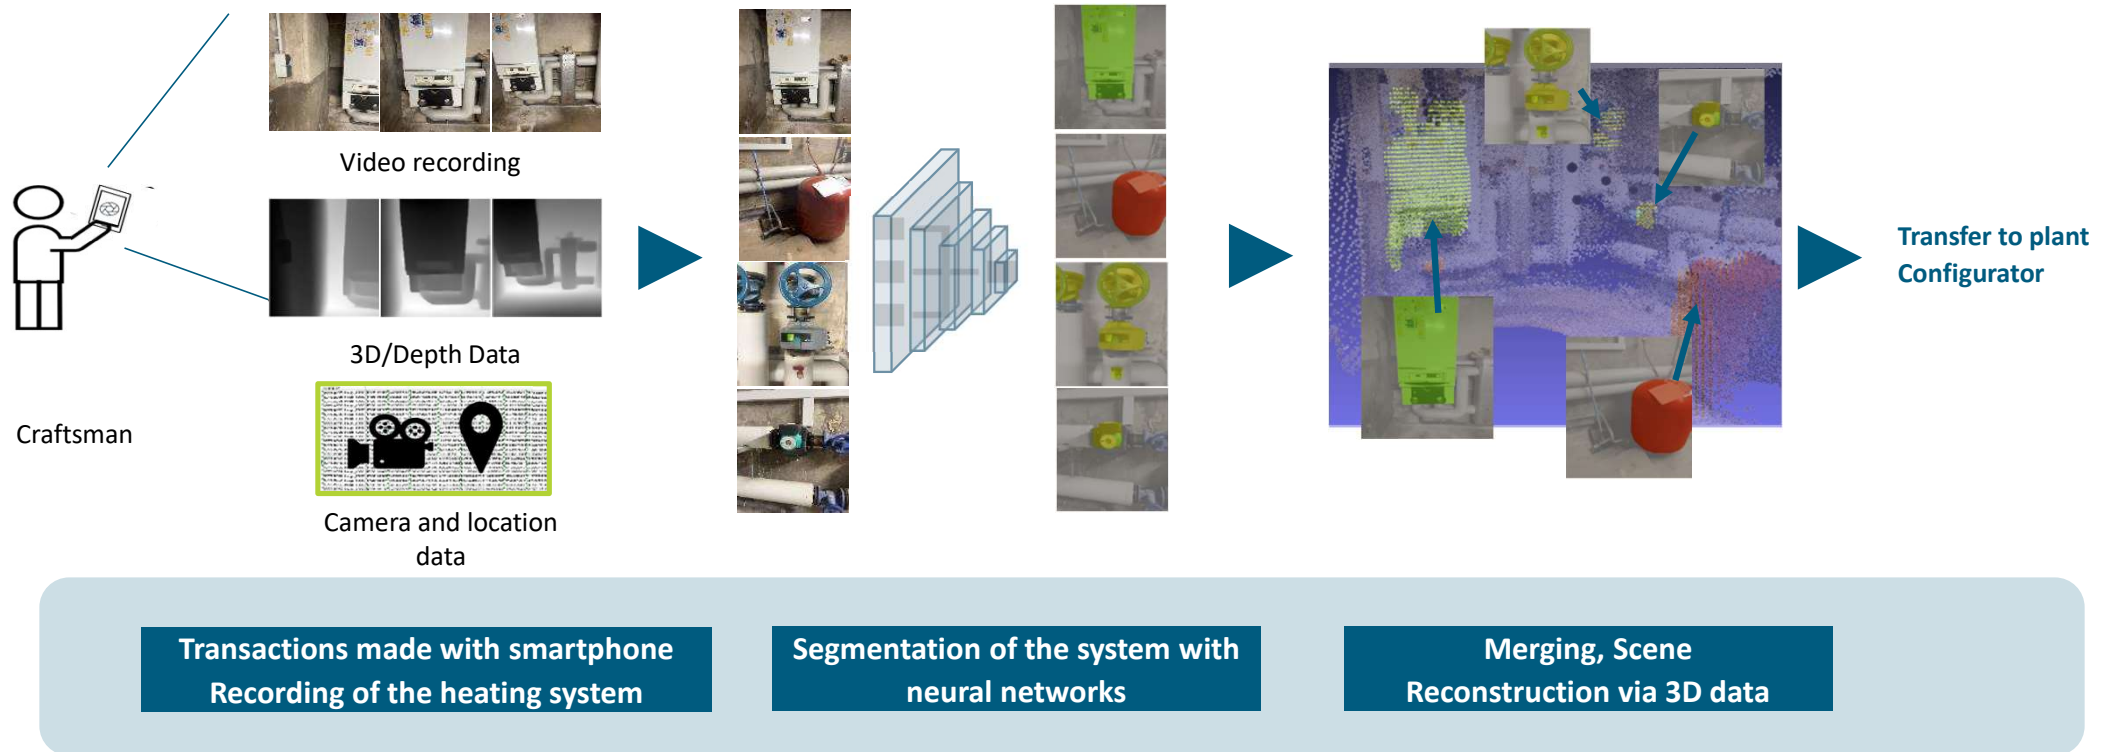 Video recording
3D/Depth Data
Craftsman
Camera and location
data
Transfer to plant
Configurator
Transactions made with smartphone
Recording of the heating system
Segmentation of the system with
neural networks
Merging, Scene
Reconstruction via 3D data